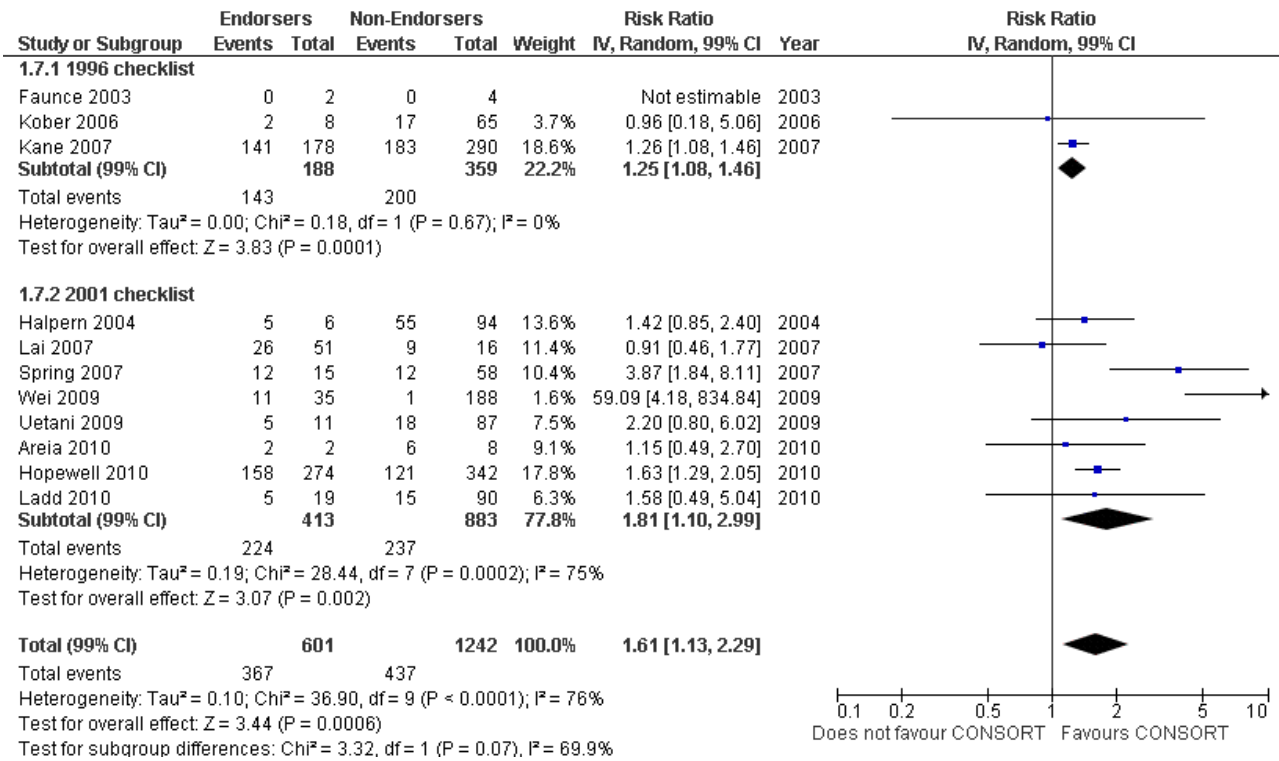 Endorsers Non-Endorsers Risk Ratio Risk Ratio
Study or Subgroup Events Total Events Total Weight IV, Random, 99% CI Year IV, Random, 99% CI
1.7.1 1996 checklist
Faunce 2003 0 2 0 4 Not estimable 2003
Kober 2006 2 8 17 65 3.7% 0.96 [0.18, 5.06] 2006
Kane 2007 141 178 183 290 18.6% 1.26 [1.08, 1.46] 2007
Subtotal (99% CI) 188 359 22.2% 1.25 [1.08, 1.46]
Total events 143 200
Heterogeneity: Tau² = 0.00; Chi² = 0.18, df = 1 (P = 0.67); I² = 0%
Test for overall effect: Z = 3.83 (P = 0.0001)
1.7.2 2001 checklist
Halpern 2004 5 6 55 94 13.6% 1.42 [0.85, 2.40] 2004
Lai 2007 26 51 9 16 11.4% 0.91 [0.46, 1.77] 2007
Spring 2007 12 15 12 58 10.4% 3.87 [1.84, 8.11] 2007
Wei 2009 11 35 1 188 1.6% 59.09 [4.18, 834.84] 2009
Uetani 2009 5 11 18 87 7.5% 2.20 [0.80, 6.02] 2009
Areia 2010 2 2 6 8 9.1% 1.15 [0.49, 2.70] 2010
Hopewell 2010 158 274 121 342 17.8% 1.63 [1.29, 2.05] 2010
Ladd 2010 5 19 15 90 6.3% 1.58 [0.49, 5.04] 2010
Subtotal (99% CI) 413 883 77.8% 1.81 [1.10, 2.99]
Total events 224 237
Heterogeneity: Tau² = 0.19; Chi² = 28.44, df = 7 (P = 0.0002); I² = 75%
Test for overall effect: Z = 3.07 (P = 0.002)
Total (99% CI) 601 1242 100.0% 1.61 [1.13, 2.29]
Total events 367 437
Heterogeneity: Tau² = 0.10; Chi² = 36.90, df = 9 (P < 0.0001); I² = 76%
Test for overall effect: Z = 3.44 (P = 0.0006)
Test for subgroup differences: Chi² = 3.32, df = 1 (P = 0.07), I² = 69.9%
0.1 0.2 0.5 1 2 5 10
Does not favour CONSORT Favours CONSORT